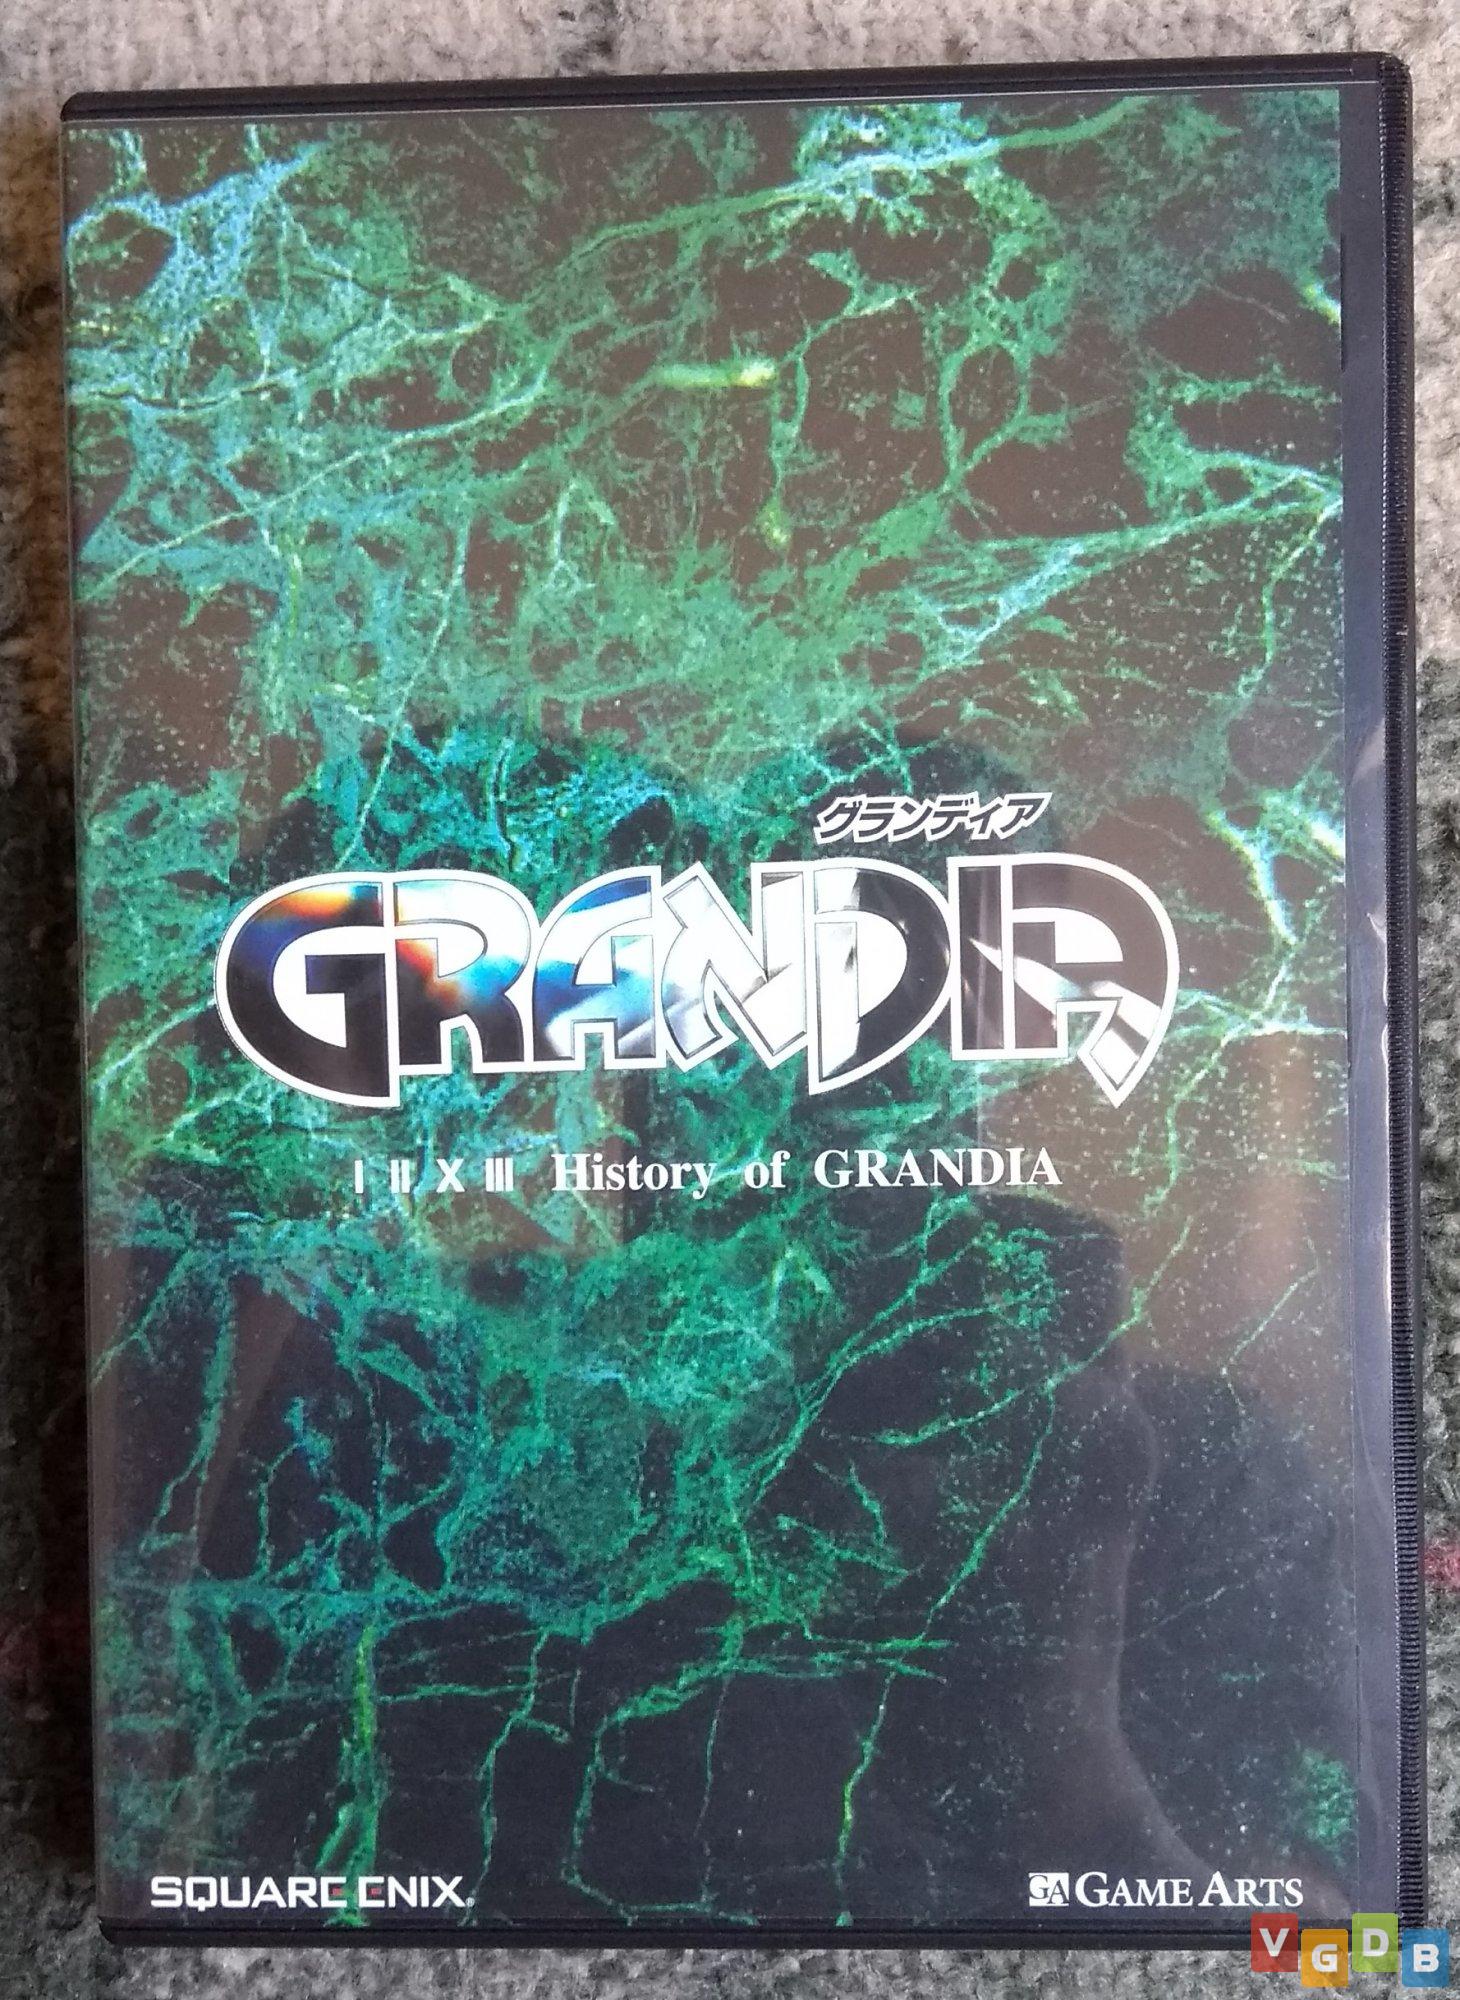 グランディア
GRANDIA
I II X III History of GRANDIA
SQUARE ENIX®
GA GAME ARTS
VGDB